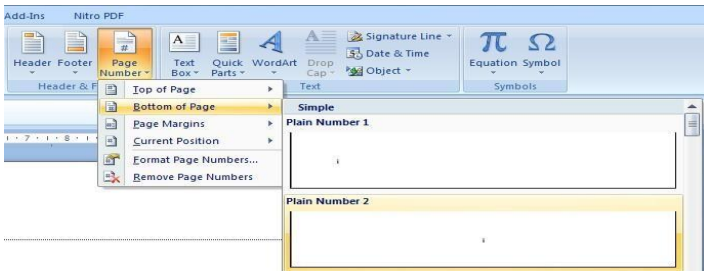 Add-Ins Nitro PDF
Header Footer Page Number
Text Box Quick Parts WordArt Drop Cap
Signature Line
Date & Time
Object
Equation Symbol
Header & F
Text
Symbols
Top of Page
Bottom of Page
Page Margins
Current Position
Format Page Numbers...
Remove Page Numbers
7 8
Simple
Plain Number 1
Plain Number 2